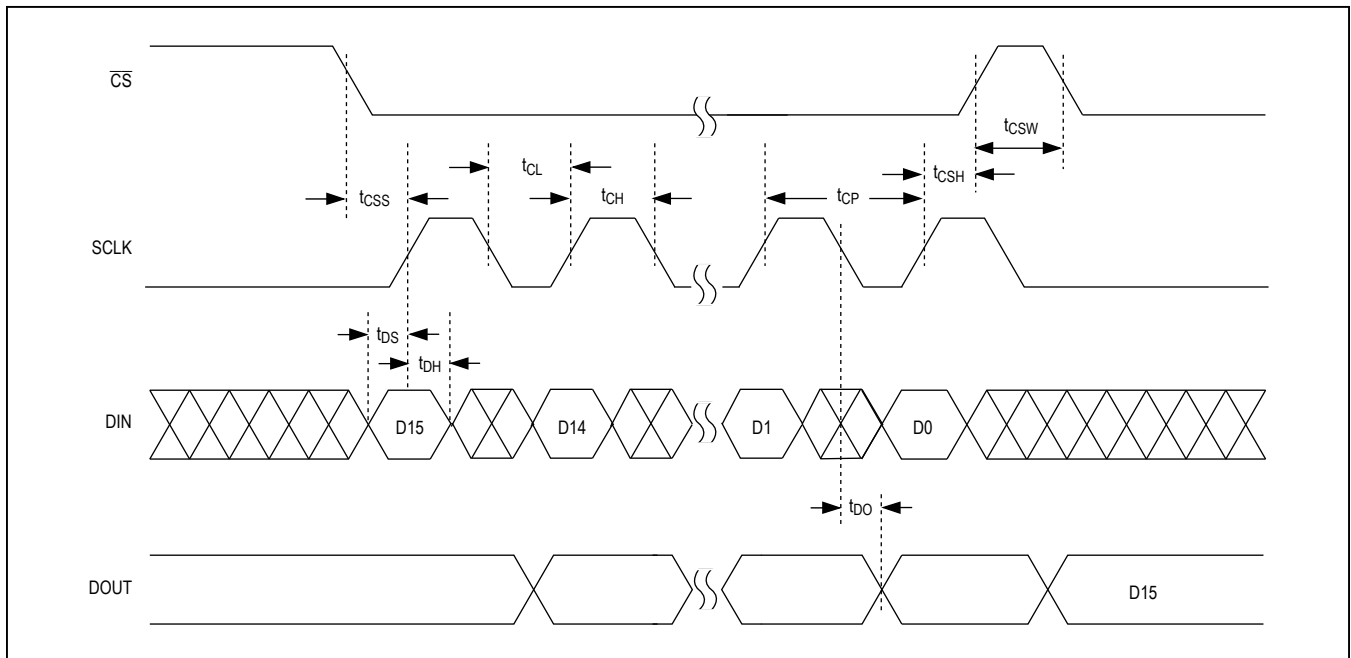 CS
tCSW
tCL
tCSH
tCSS
tCH
tCP
SCLK
tDS
tDH
DIN
D15
D14
D1
D0
tDO
DOUT
D15